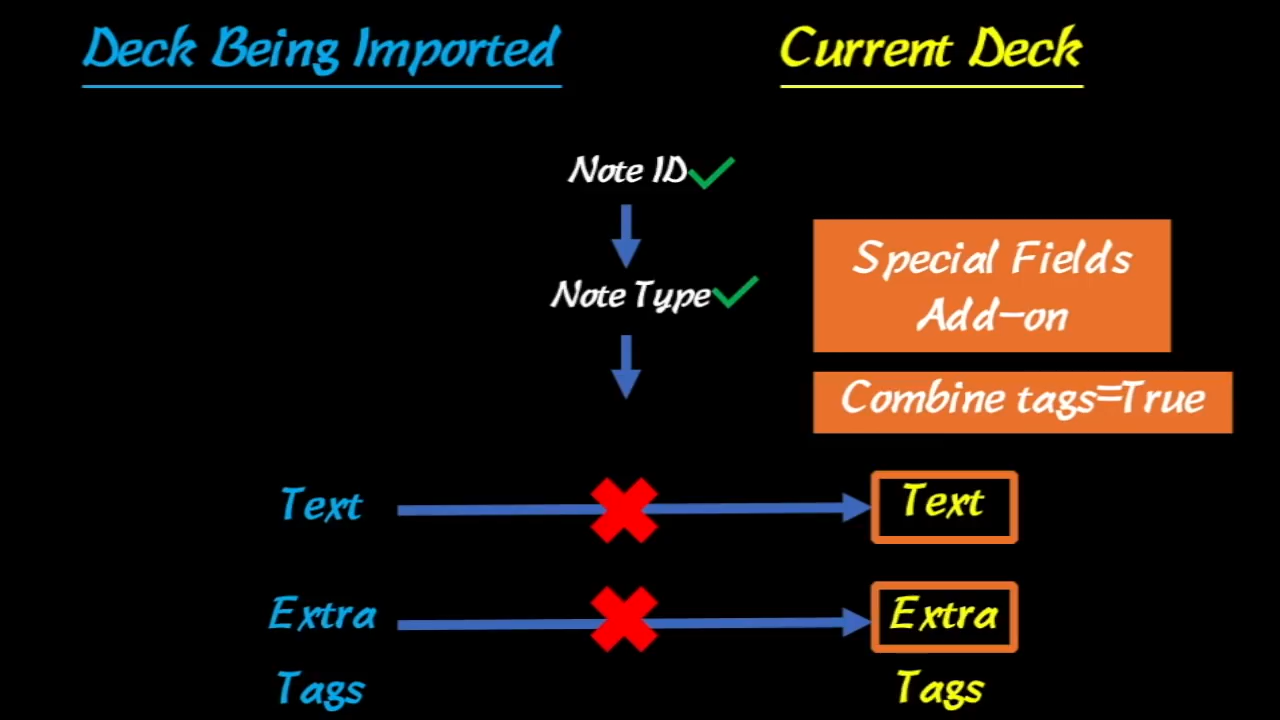 Deck Being Imported
Current Deck
Note ID
Note Type
Special Fields
Add-on
Combine tags=True
Text
Text
Extra
Extra
Tags
Tags